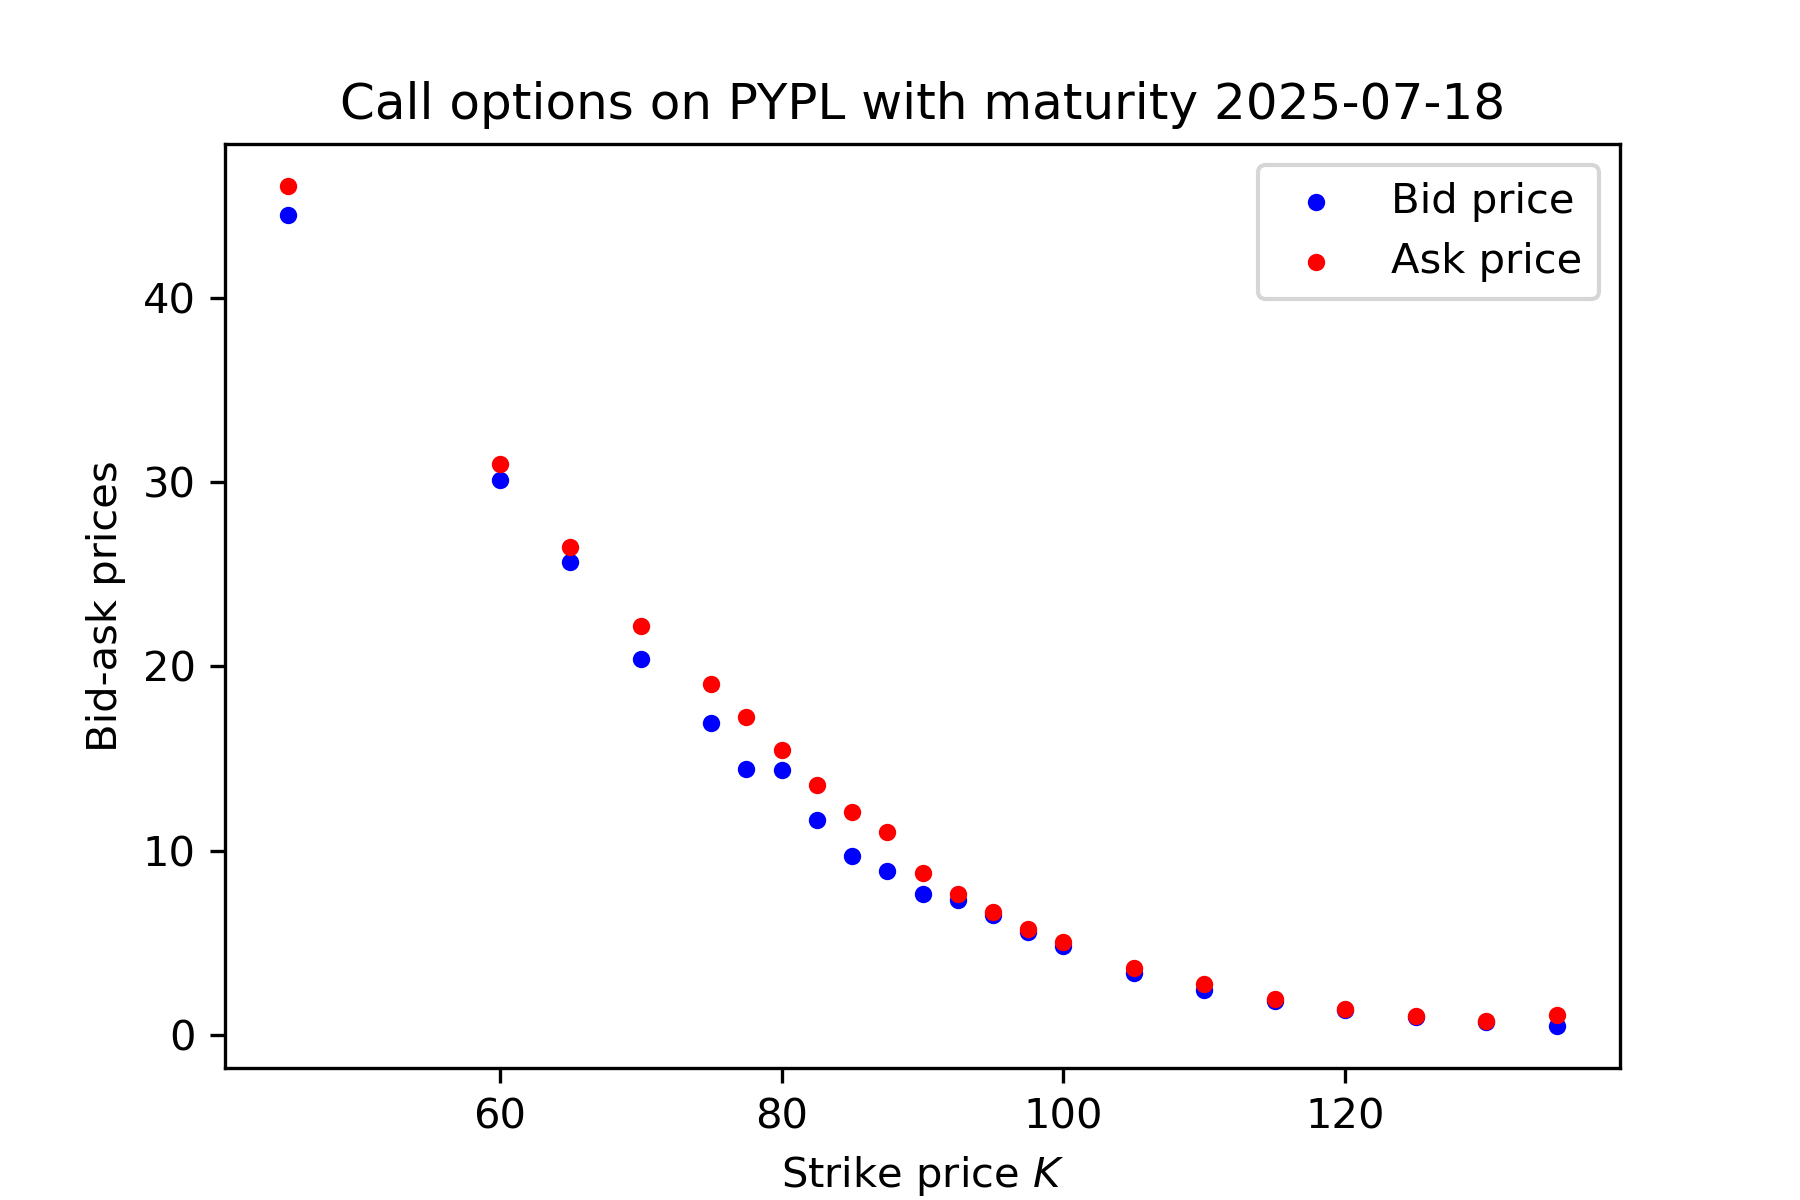 Call options on PYPL with maturity 2025-07-18
Bid price
Ask price
Bid-ask prices
40
30
20
10
0
60 80 100 120
Strike price K